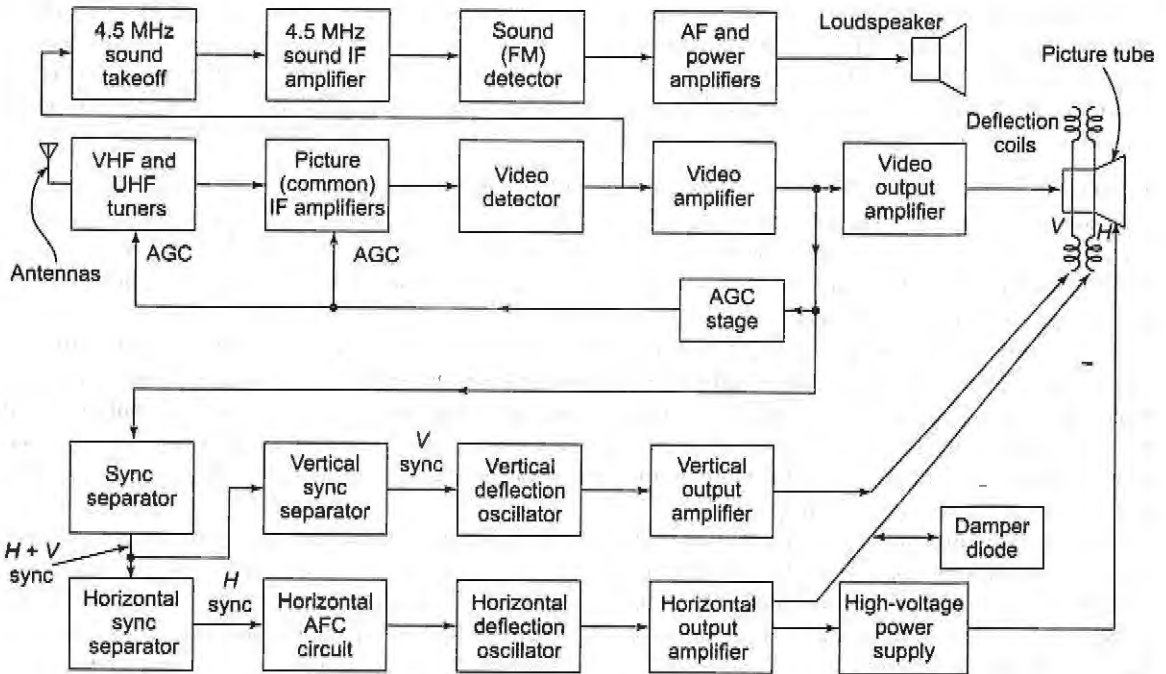 4.5 MHz
sound
takeoff
4.5 MHz
sound IF
amplifier
Sound
(FM)
detector
AF and
power
amplifiers
Loudspeaker
Picture tube
Deflection
coils
VHF and
UHF
tuners
Picture
(common)
IF amplifiers
Video
detector
Video
amplifier
Video
output
amplifier
V
H
Antennas
AGC
AGC
AGC
stage
Sync
separator
Vertical
sync
separator
V
sync
Vertical
deflection
oscillator
Vertical
output
amplifier
Damper
diode
H + V
sync
Horizontal
sync
separator
H
sync
Horizontal
AFC
circuit
Horizontal
deflection
oscillator
Horizontal
output
amplifier
High-voltage
power
supply